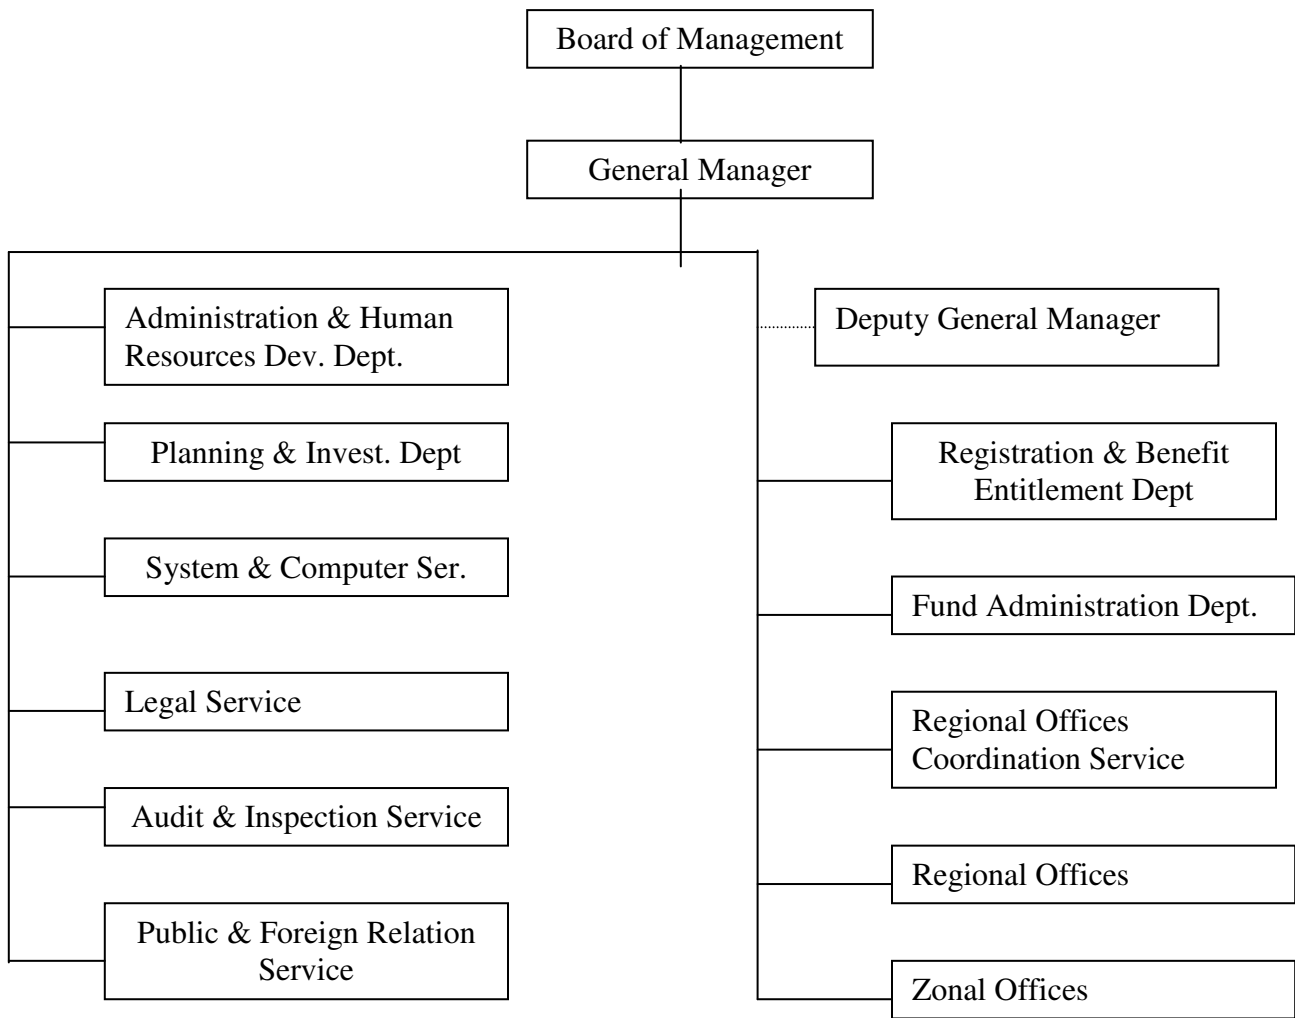 Board of Management
General Manager
Administration & Human
Resources Dev. Dept.
Planning & Invest. Dept
System & Computer Ser.
Legal Service
Audit & Inspection Service
Public & Foreign Relation
Service
Deputy General Manager
Registration & Benefit
Entitlement Dept
Fund Administration Dept.
Regional Offices
Coordination Service
Regional Offices
Zonal Offices